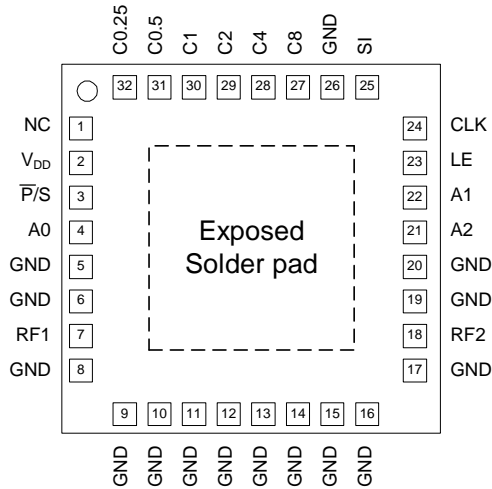 C0.25 C0.5 C1 C2 C4 C8 GND SI
32 31 30 29 28 27 26 25
NC 1 24 CLK
VDD 2 23 LE
P̅/S 3 22 A1
A0 4 21 A2
GND 5 20 GND
GND 6 19 GND
RF1 7 18 RF2
GND 8 17 GND
Exposed
Solder pad
9 10 11 12 13 14 15 16
GND GND GND GND GND GND GND GND